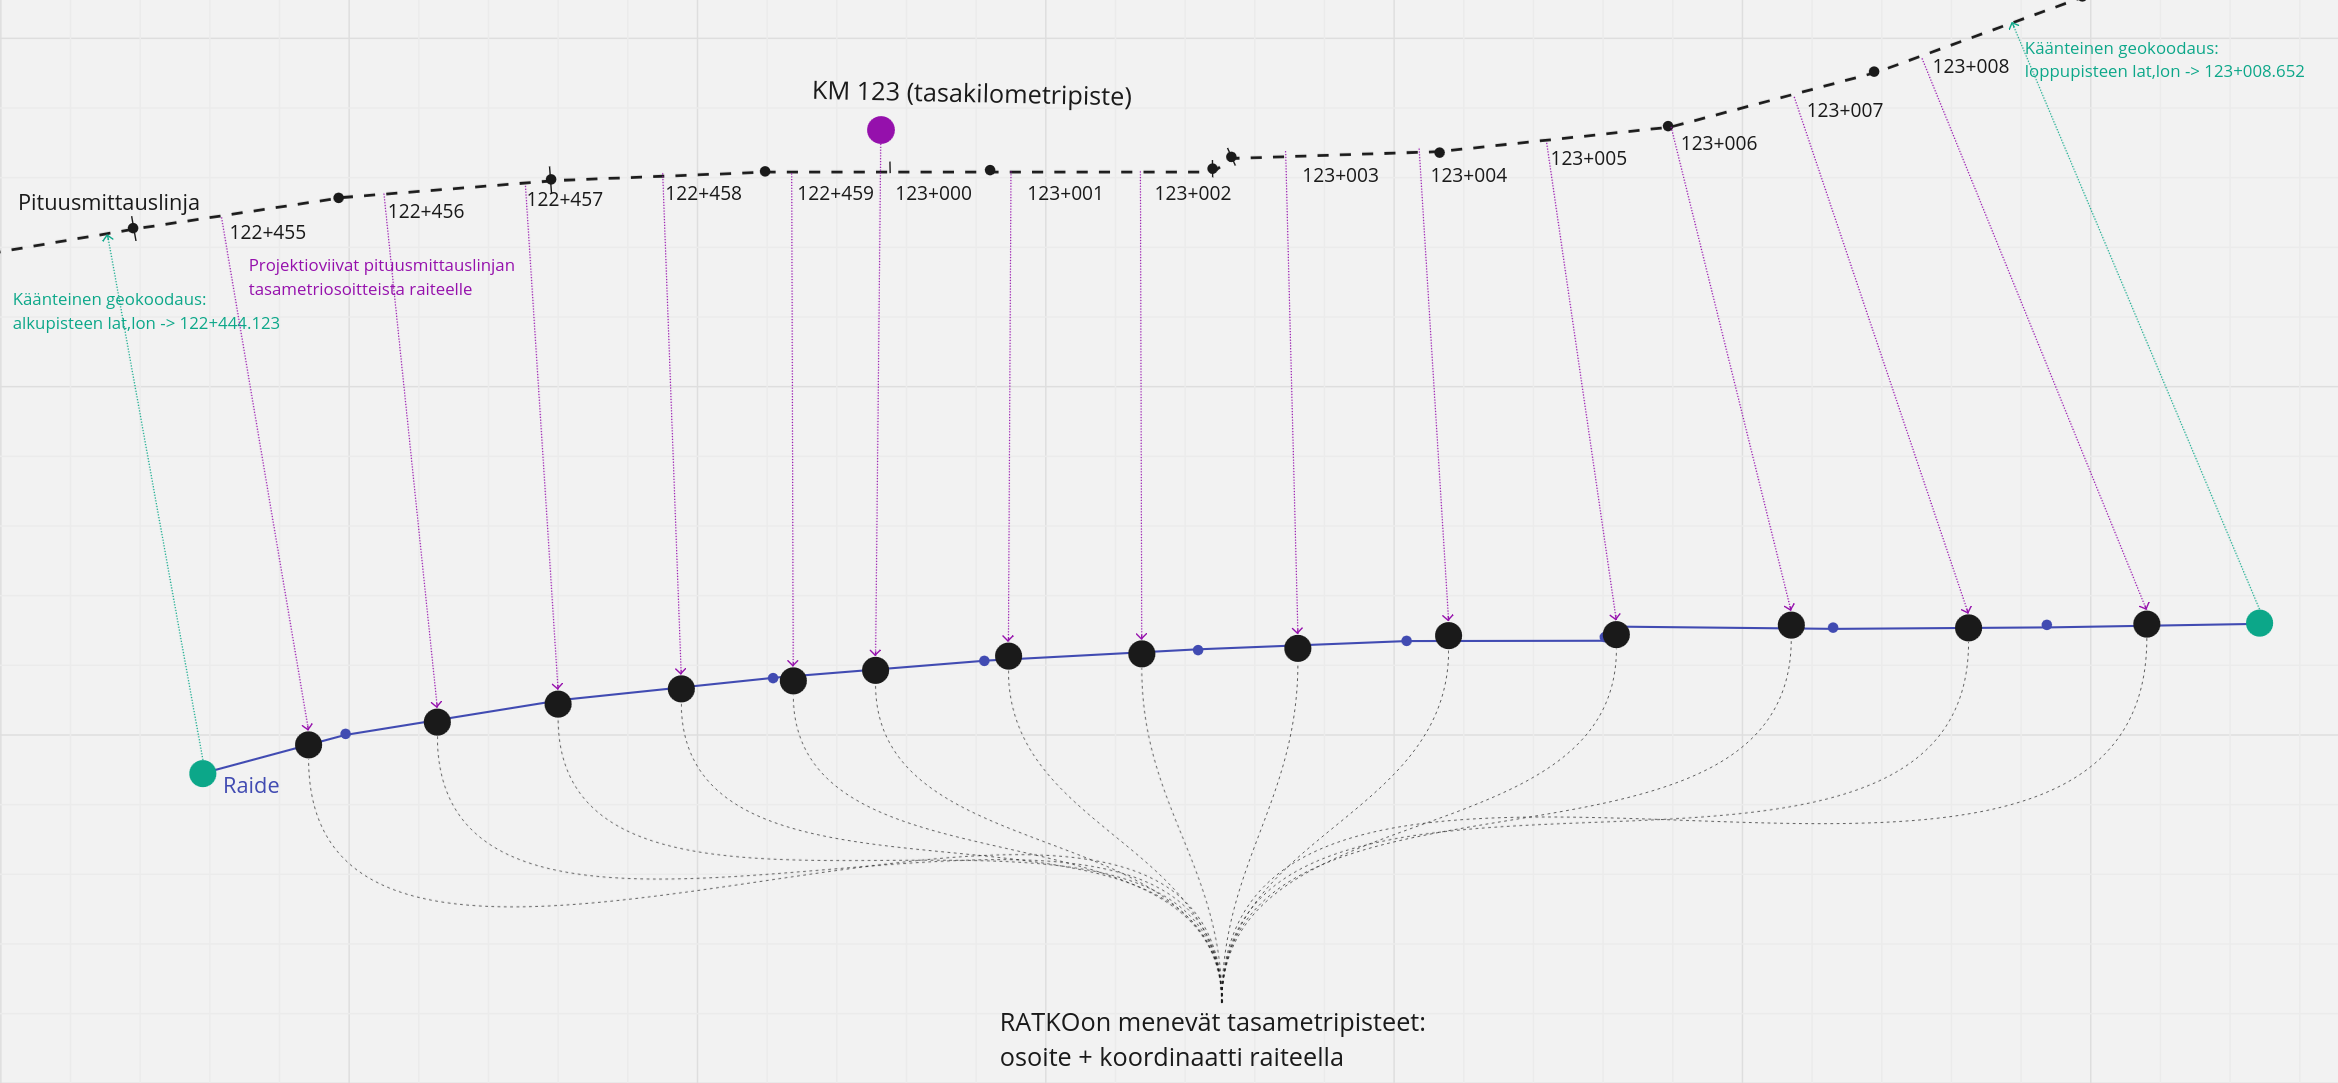 KM 123 (tasakilometripiste)
Käänteinen geokoodaus:
loppupisteen lat,lon -> 123+008.652
Pituusmittauslinja
122+455
122+456
122+457
122+458
122+459
123+000
123+001
123+002
123+003
123+004
123+005
123+006
123+007
123+008
Projektioviivat pituusmittauslinjan
tasametriosoitteista raiteelle
Käänteinen geokoodaus:
alkupisteen lat,lon -> 122+444.123
Raide
RATKOon menevät tasametripisteet:
osoite + koordinaatti raiteella